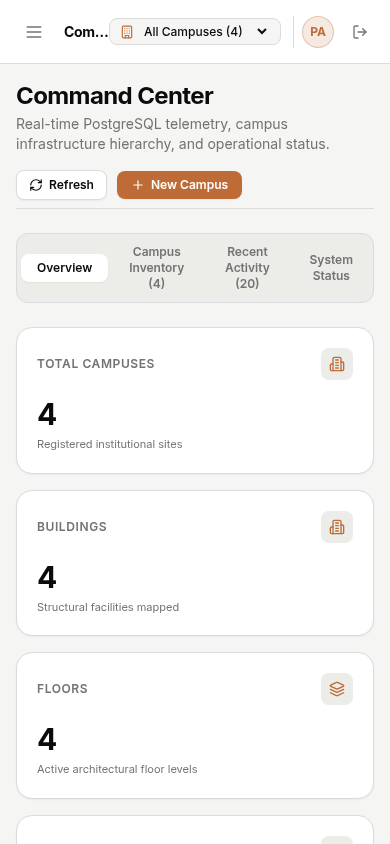 Com...
All Campuses (4)
PA
Command Center
Real-time PostgreSQL telemetry, campus
infrastructure hierarchy, and operational status.
Refresh
New Campus
Overview
Campus
Inventory
(4)
Recent
Activity
(20)
System
Status
TOTAL CAMPUSES
4
Registered institutional sites
BUILDINGS
4
Structural facilities mapped
FLOORS
4
Active architectural floor levels